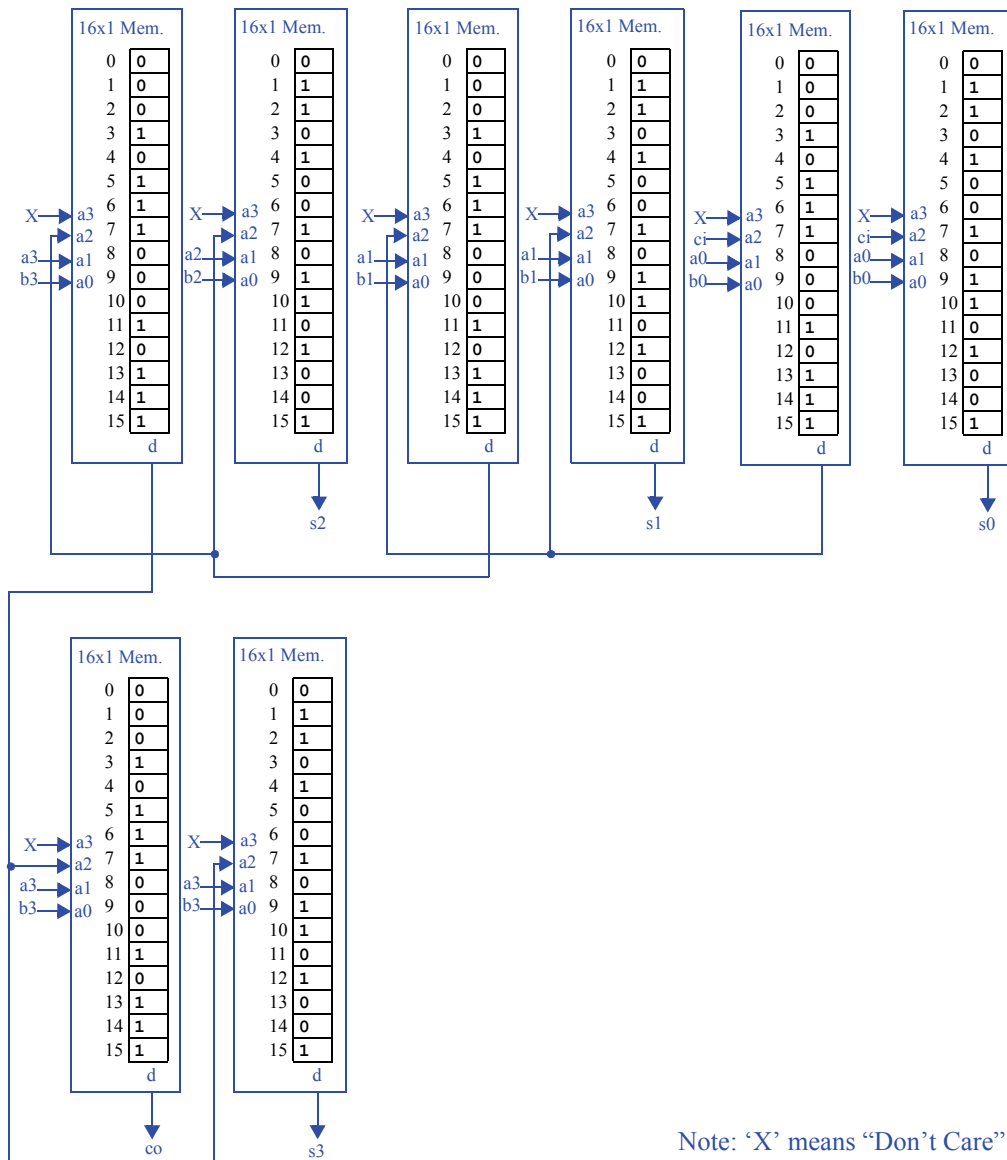 16x1 Mem.
0 0
1 0
2 0
3 1
4 0
5 1
6 1
X a3
7 1
a2
8 0
a3 a1
9 0
b3 a0
10 0
11 1
12 0
13 1
14 1
15 1
d
16x1 Mem.
0 0
1 1
2 1
3 0
4 1
5 0
6 0
X a3
7 1
a2
8 0
a2 a1
9 1
b2 a0
10 1
11 0
12 1
13 0
14 0
15 1
d
s2
16x1 Mem.
0 0
1 0
2 0
3 1
4 0
5 1
6 1
X a3
7 1
a2
8 0
a1 a1
9 0
b1 a0
10 0
11 1
12 0
13 1
14 1
15 1
d
16x1 Mem.
0 0
1 1
2 1
3 0
4 1
5 0
6 0
X a3
7 1
a2
8 0
a1 a1
9 1
b1 a0
10 1
11 0
12 1
13 0
14 0
15 1
d
s1
16x1 Mem.
0 0
1 0
2 0
3 1
4 0
5 1
6 1
X a3
7 1
ci a2
8 0
a0 a1
9 0
b0 a0
10 0
11 1
12 0
13 1
14 1
15 1
d
16x1 Mem.
0 0
1 1
2 1
3 0
4 1
5 0
6 0
X a3
7 1
ci a2
8 0
a0 a1
9 1
b0 a0
10 1
11 0
12 1
13 0
14 0
15 1
d
s0
16x1 Mem.
0 0
1 0
2 0
3 1
4 0
5 1
6 1
X a3
7 1
a2
8 0
a3 a1
9 0
b3 a0
10 0
11 1
12 0
13 1
14 1
15 1
d
co
16x1 Mem.
0 0
1 1
2 1
3 0
4 1
5 0
6 0
X a3
7 1
a2
8 0
a3 a1
9 1
b3 a0
10 1
11 0
12 1
13 0
14 0
15 1
d
s3
Note: ‘X’ means “Don’t Care”